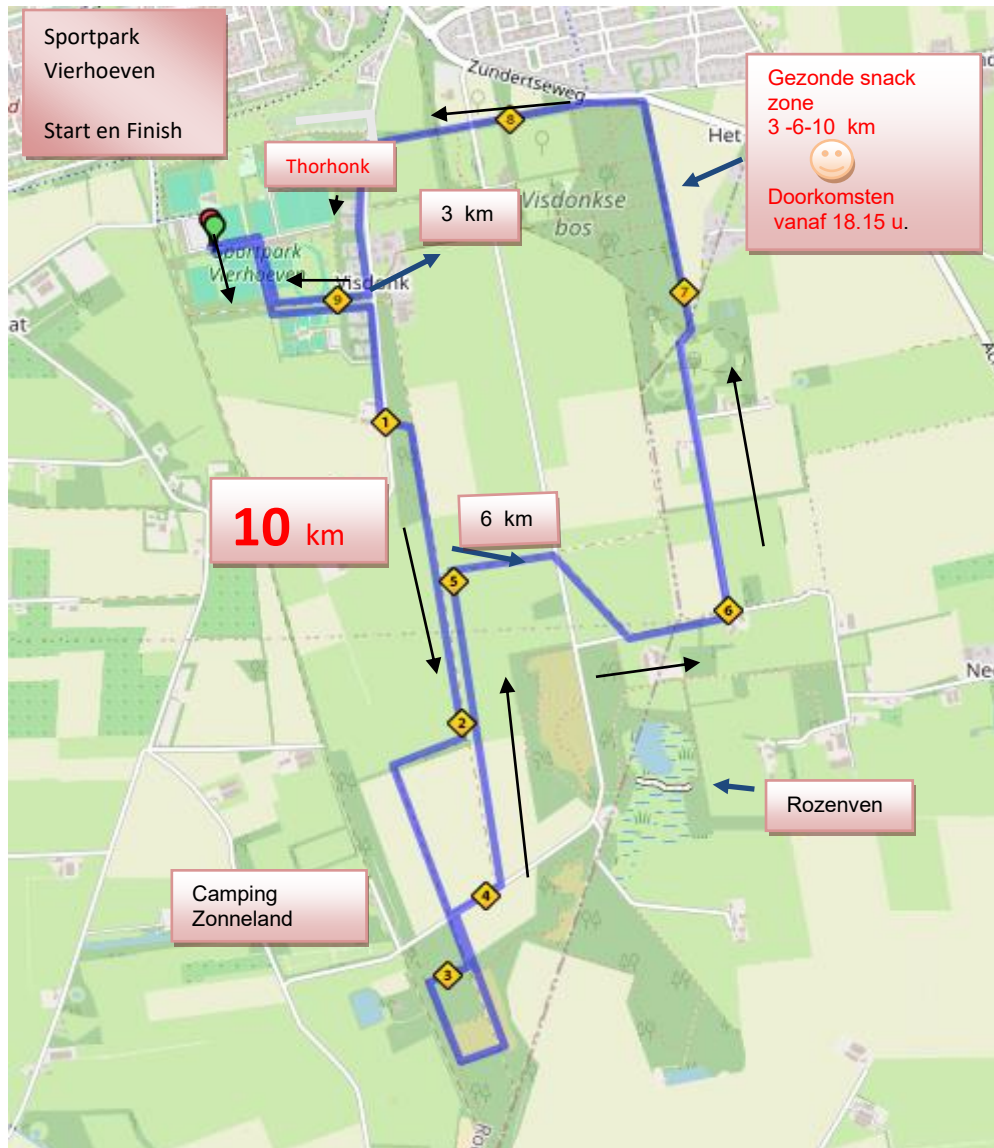 Sportpark
Vierhoeven
Start en Finish
Zundertseweg
Gezonde snack
zone
3 -6-10 km
Doorkomsten
vanaf 18.15 u.
Het
8
Thorhonk
3 km
Visdonkse
bos
Sportpark
Vierhoeven
Visdonk
9
7
at
1
10 km
6 km
5
6
2
Rozenven
Camping
Zonneland
4
3